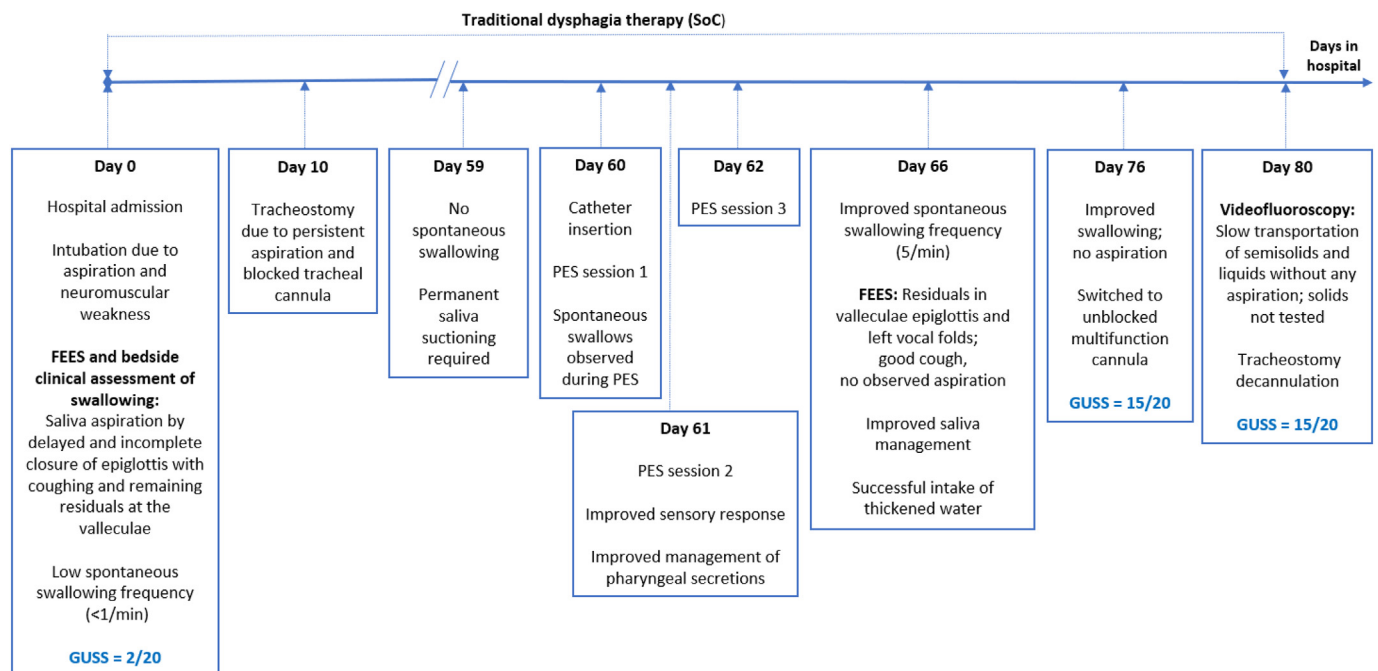 Traditional dysphagia therapy (SoC)
Days in
hospital
Day 0
Hospital admission
Intubation due to
aspiration and
neuromuscular
weakness
FEES and bedside
clinical assessment of
swallowing:
Saliva aspiration by
delayed and incomplete
closure of epiglottis with
coughing and remaining
residuals at the
valleculae
Low spontaneous
swallowing frequency
(<1/min)
GUSS = 2/20
Day 10
Tracheostomy
due to persistent
aspiration and
blocked tracheal
cannula
Day 59
No
spontaneous
swallowing
Permanent
saliva
suctioning
required
Day 60
Catheter
insertion
PES session 1
Spontaneous
swallows
observed
during PES
Day 61
PES session 2
Improved sensory response
Improved management of
pharyngeal secretions
Day 62
PES session 3
Day 66
Improved spontaneous
swallowing frequency
(5/min)
FEES: Residuals in
valleculae epiglottis and
left vocal folds;
good cough,
no observed aspiration
Improved saliva
management
Successful intake of
thickened water
Day 76
Improved
swallowing;
no aspiration
Switched to
unblocked
multifunction
cannula
GUSS = 15/20
Day 80
Videofluoroscopy:
Slow transportation
of semisolids and
liquids without any
aspiration; solids
not tested
Tracheostomy
decannulation
GUSS = 15/20